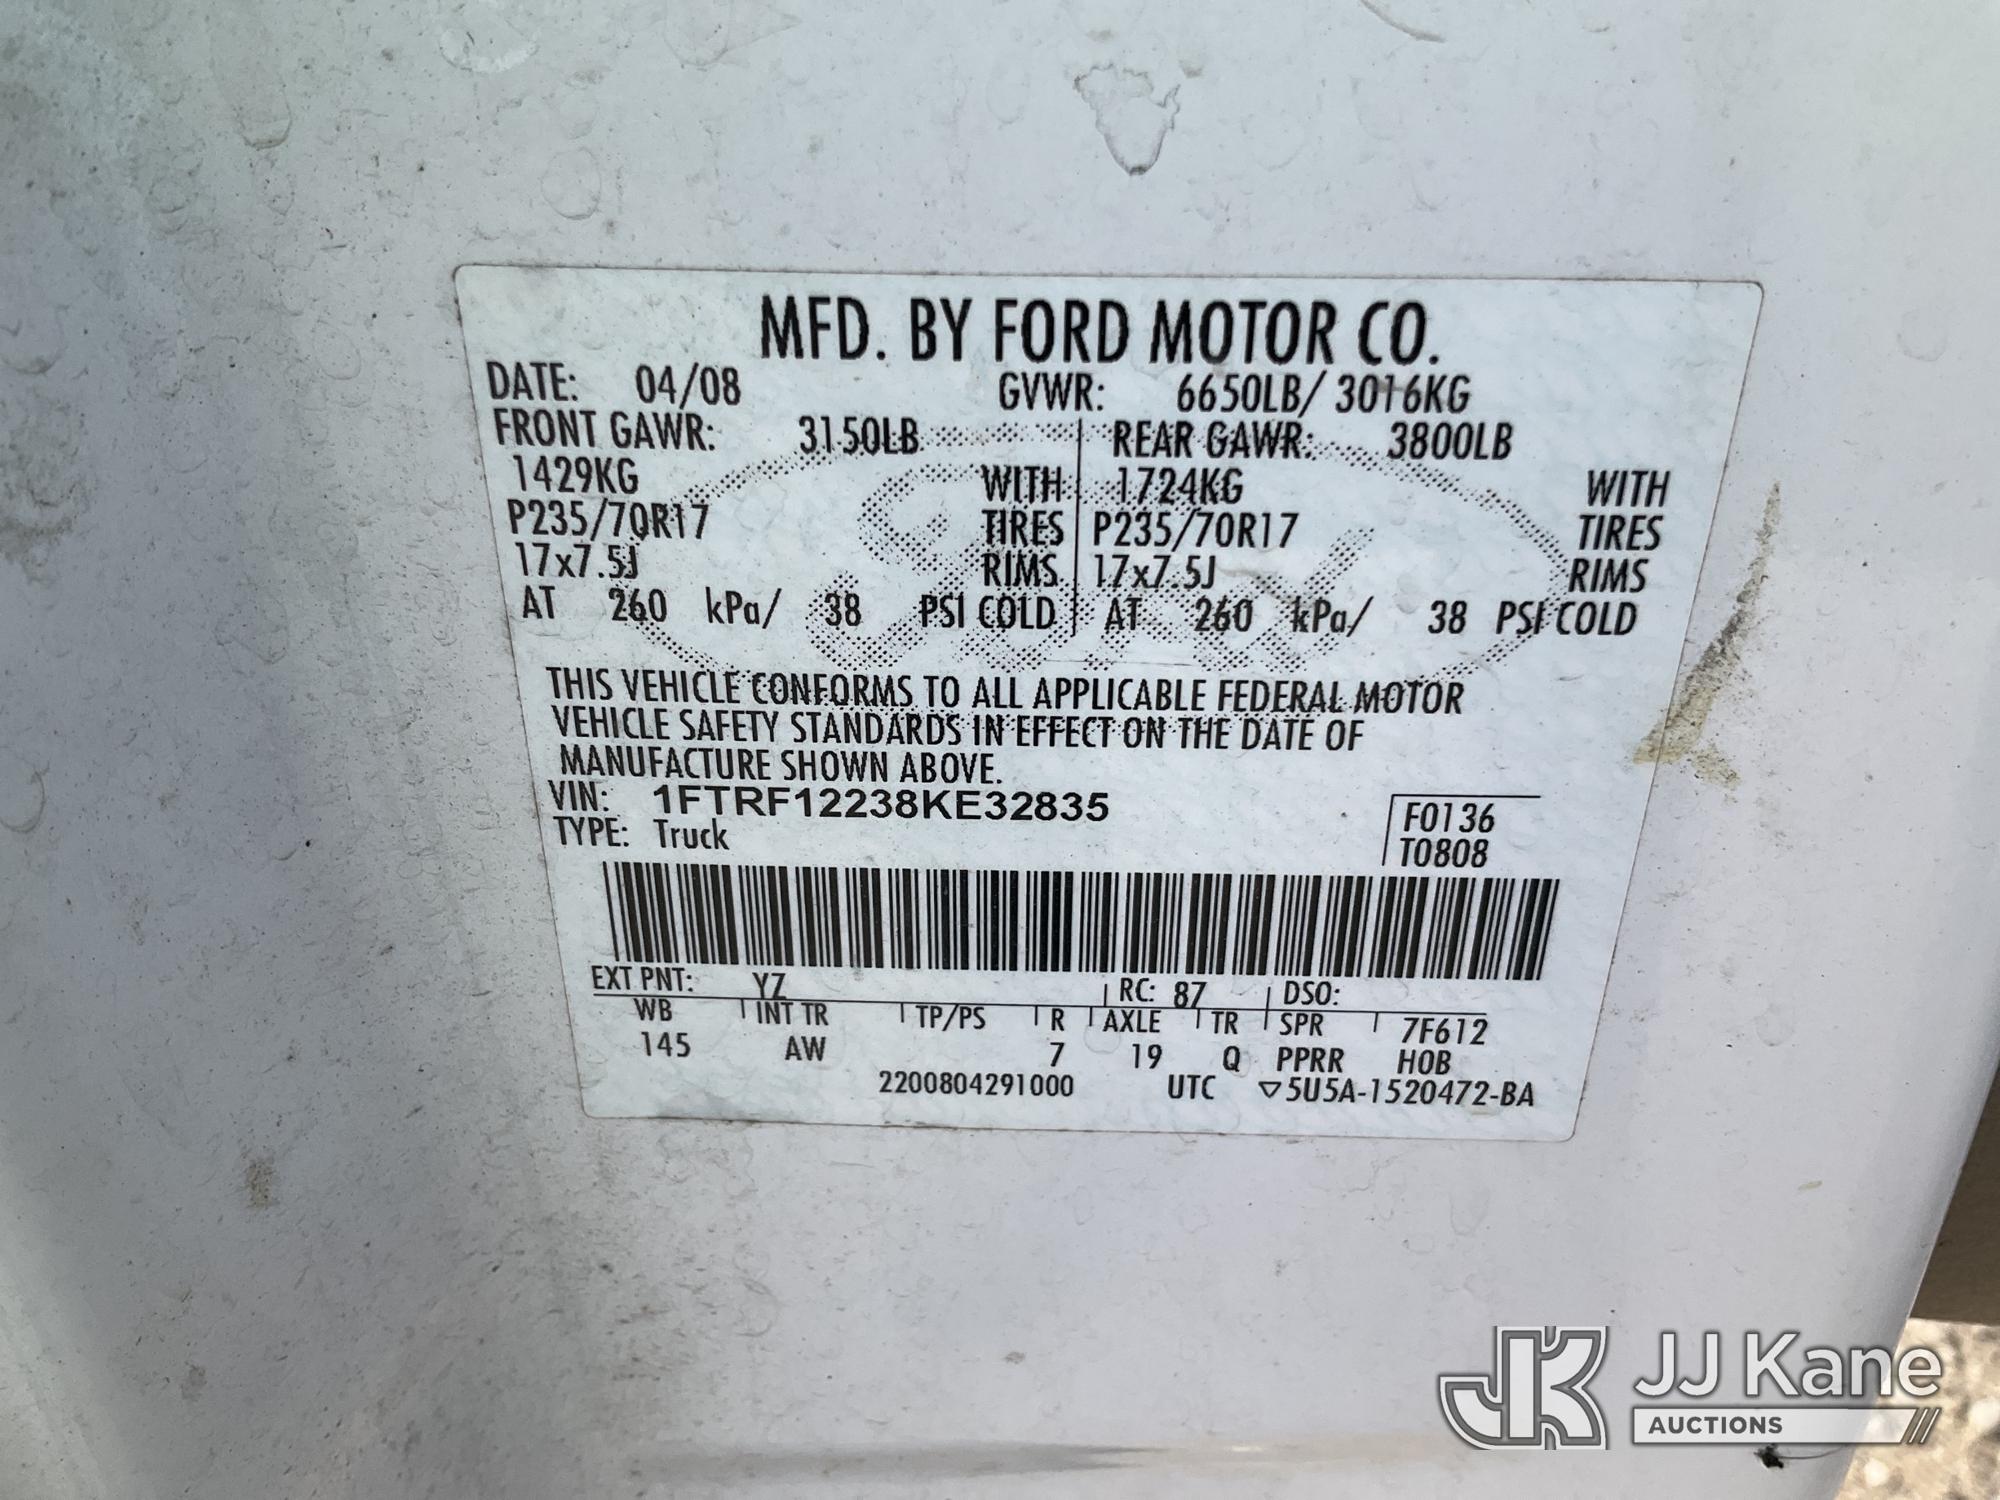 MFD. BY FORD MOTOR CO.
DATE: 04/08 GVWR: 6650LB/ 3016KG
FRONT GAWR: 3150LB REAR GAWR: 3800LB
1429KG WITH 1724KG WITH
P235/70R17 TIRES P235/70R17 TIRES
17x7.5J RIMS 17x7.5J RIMS
AT 260 kPa/ 38 PSI COLD AT 260 kPa/ 38 PSI COLD
THIS VEHICLE CONFORMS TO ALL APPLICABLE FEDERAL MOTOR
VEHICLE SAFETY STANDARDS IN EFFECT ON THE DATE OF
MANUFACTURE SHOWN ABOVE.
VIN: 1FTRF12238KE32835
TYPE: Truck
F0136
T0808
EXT PNT: YZ RC: 87 DSO:
WB INT TR TP/PS R AXLE TR SPR 7F612
145 AW 7 19 Q PPRR HOB
2200804291000 UTC ▽5U5A-1520472-BA
JK JJ Kane
AUCTIONS